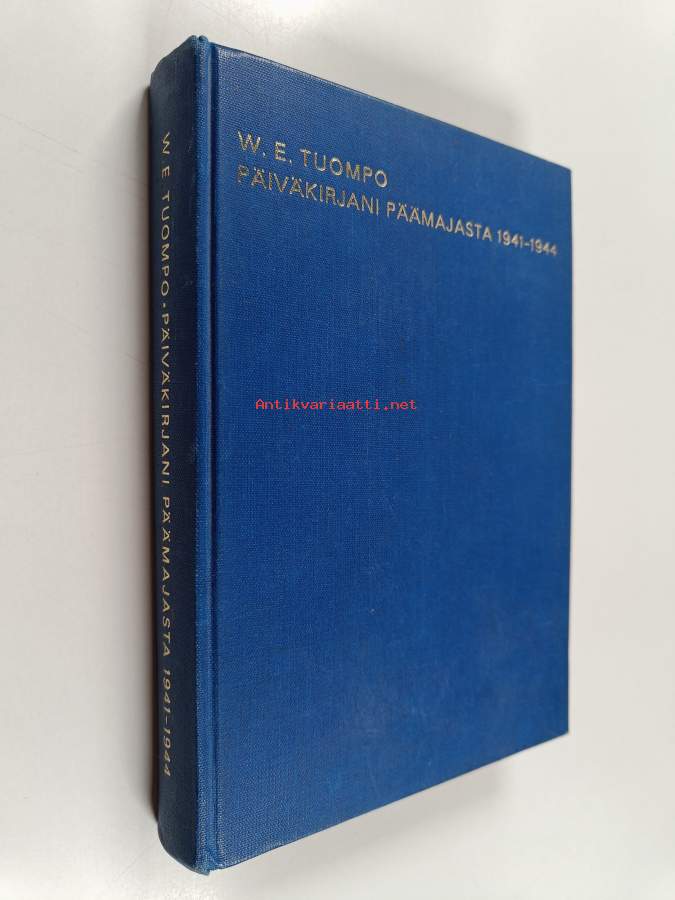 W. E. TUOMPO
PÄIVÄKIRJANI PÄÄMAJASTA 1941–1944
W. E. TUOMPO • PÄIVÄKIRJANI PÄÄMAJASTA 1941–1944
Antikvariaatti.net